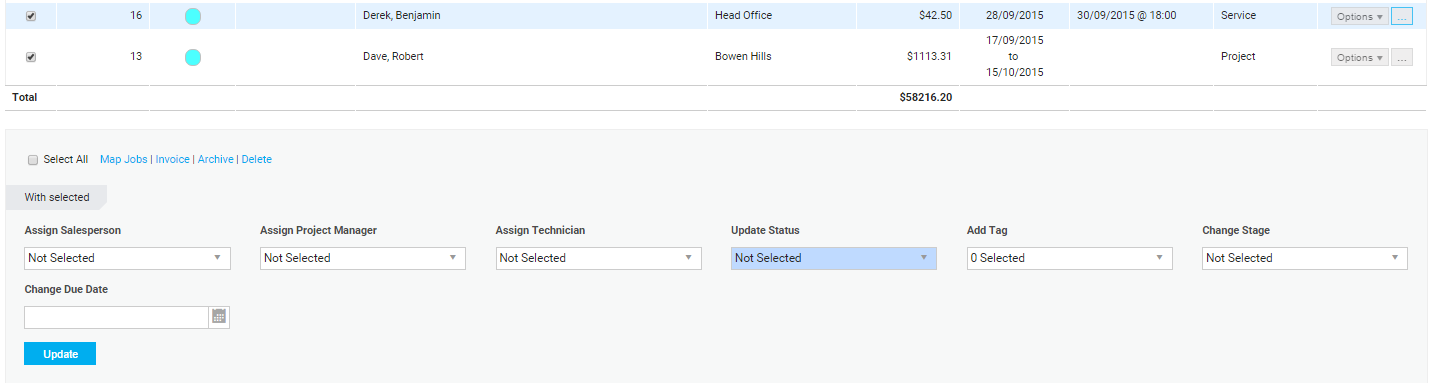 16 Derek, Benjamin Head Office $42.50 28/09/2015 30/09/2015 @ 18:00 Service Options ...
17/09/2015
13 Dave, Robert Bowen Hills $1113.31 to Project Options ...
15/10/2015
Total $58216.20
Select All Map Jobs | Invoice | Archive | Delete
With selected
Assign Salesperson Assign Project Manager Assign Technician Update Status Add Tag Change Stage
Not Selected Not Selected Not Selected Not Selected 0 Selected Not Selected
Change Due Date
Update